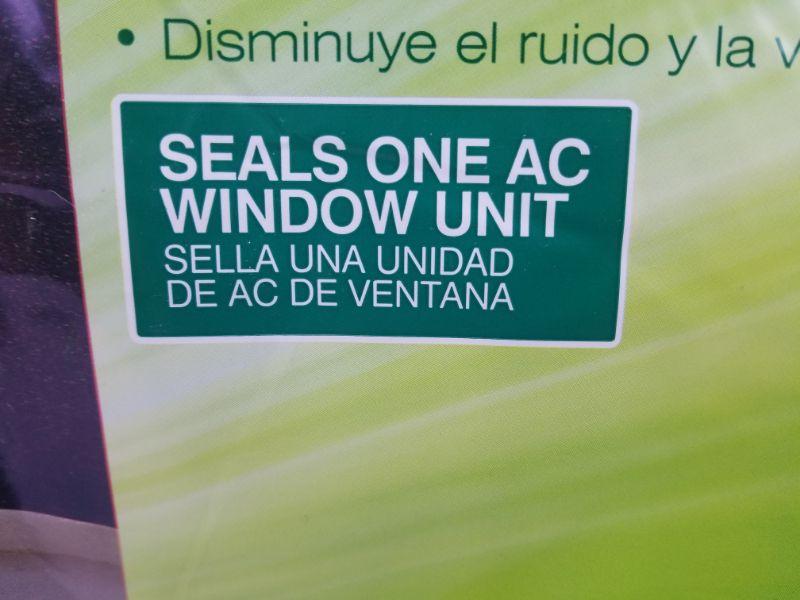 • Disminuye el ruido y la
SEALS ONE AC
WINDOW UNIT
SELLA UNA UNIDAD
DE AC DE VENTANA